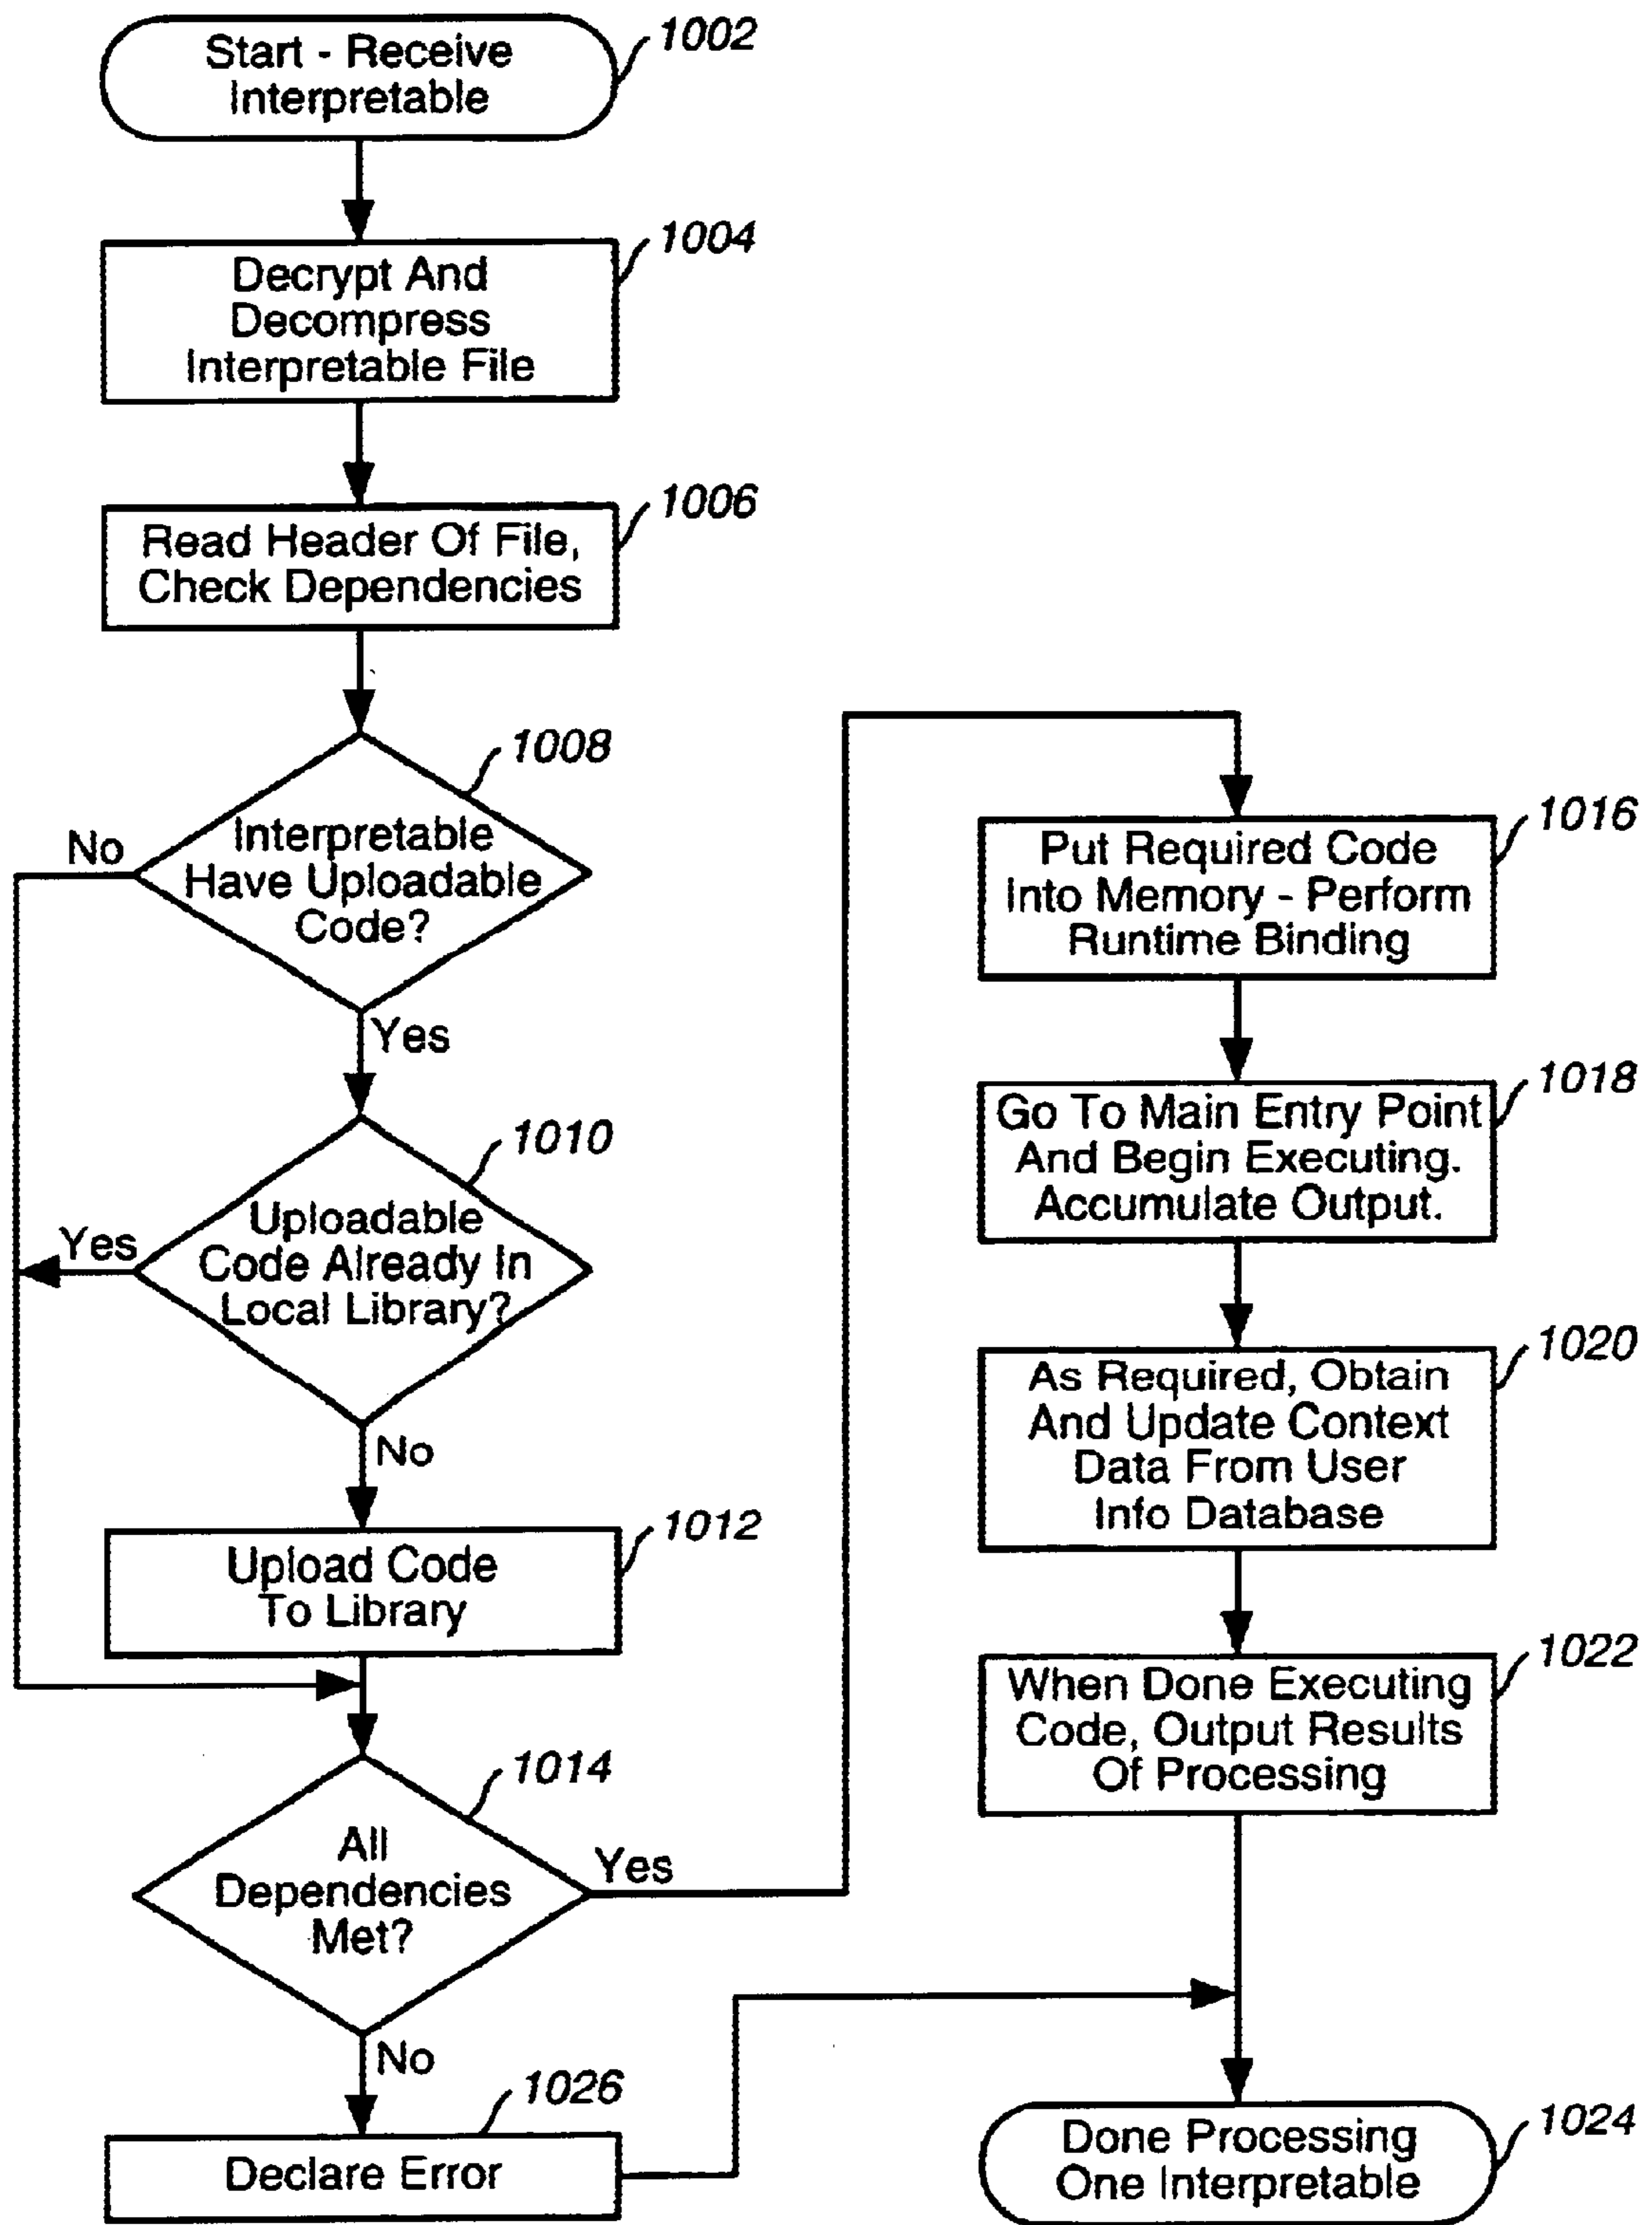 Start - Receive
Interpretable
1002
Decrypt And
Decompress
Interpretable File
1004
Read Header Of File,
Check Dependencies
1006
Interpretable
Have Uploadable
Code?
1008
No
Yes
Uploadable
Code Already In
Local Library?
1010
Yes
No
Upload Code
To Library
1012
All
Dependencies
Met?
1014
Yes
No
Declare Error
1026
Put Required Code
Into Memory - Perform
Runtime Binding
1016
Go To Main Entry Point
And Begin Executing.
Accumulate Output.
1018
As Required, Obtain
And Update Context
Data From User
Info Database
1020
When Done Executing
Code, Output Results
Of Processing
1022
Done Processing
One Interpretable
1024